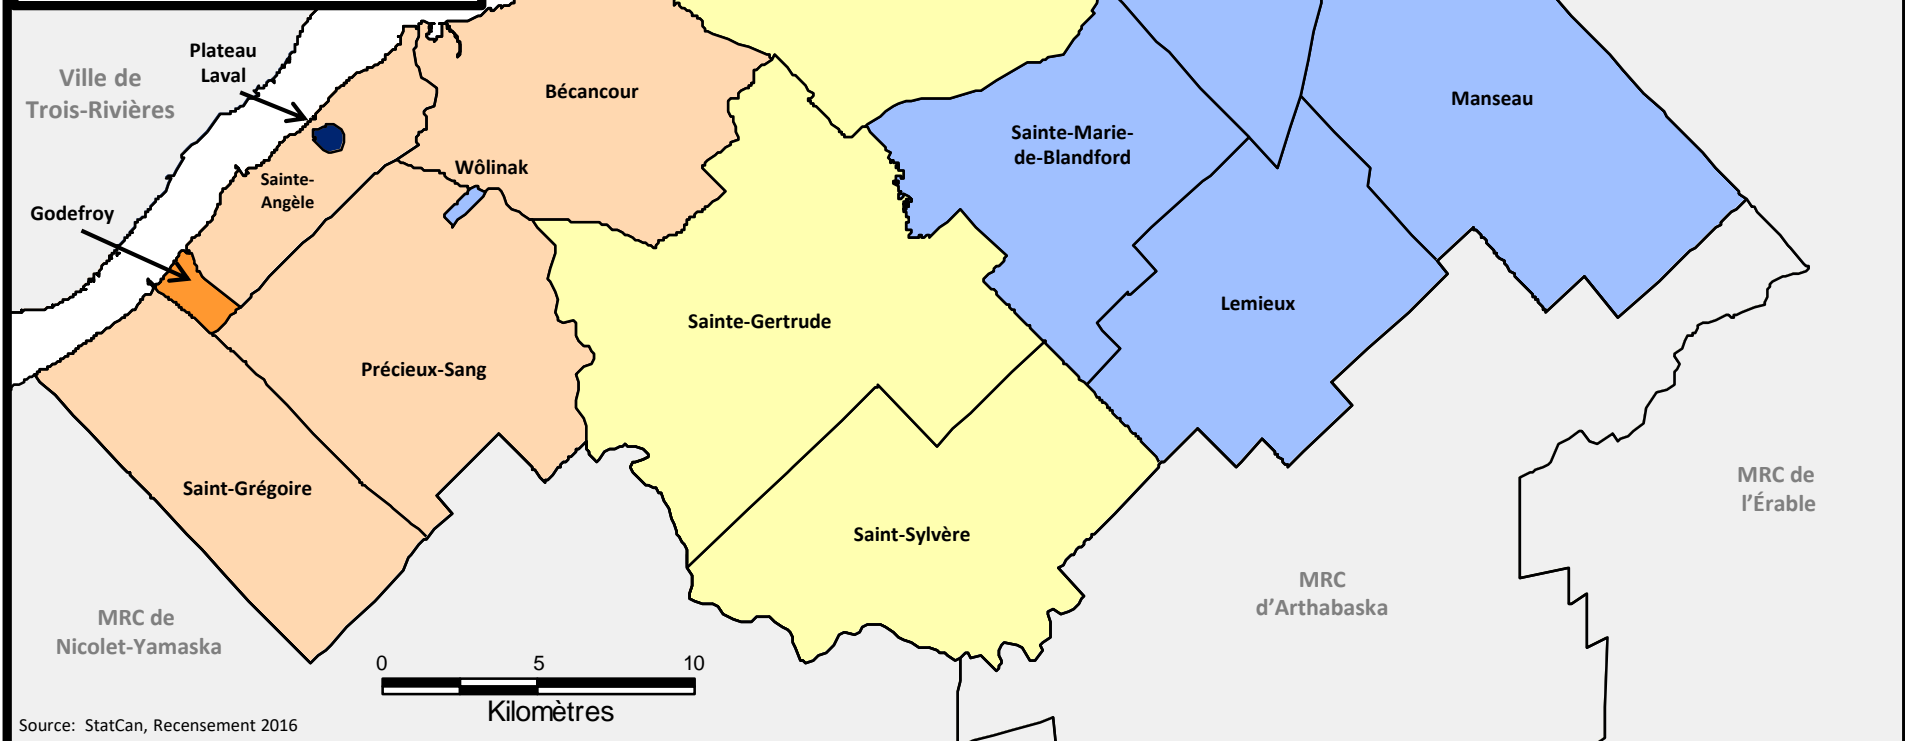 Plateau
Laval
Ville de
Trois-Rivières
Bécancour
Manseau
Sainte-Marie-
de-Blandford
Wôlinak
Sainte-
Angèle
Godefroy
Lemieux
Sainte-Gertrude
Précieux-Sang
Saint-Grégoire
MRC de
l'Érable
Saint-Sylvère
MRC
d'Arthabaska
MRC de
Nicolet-Yamaska
0 5 10
Kilomètres
Source: StatCan, Recensement 2016